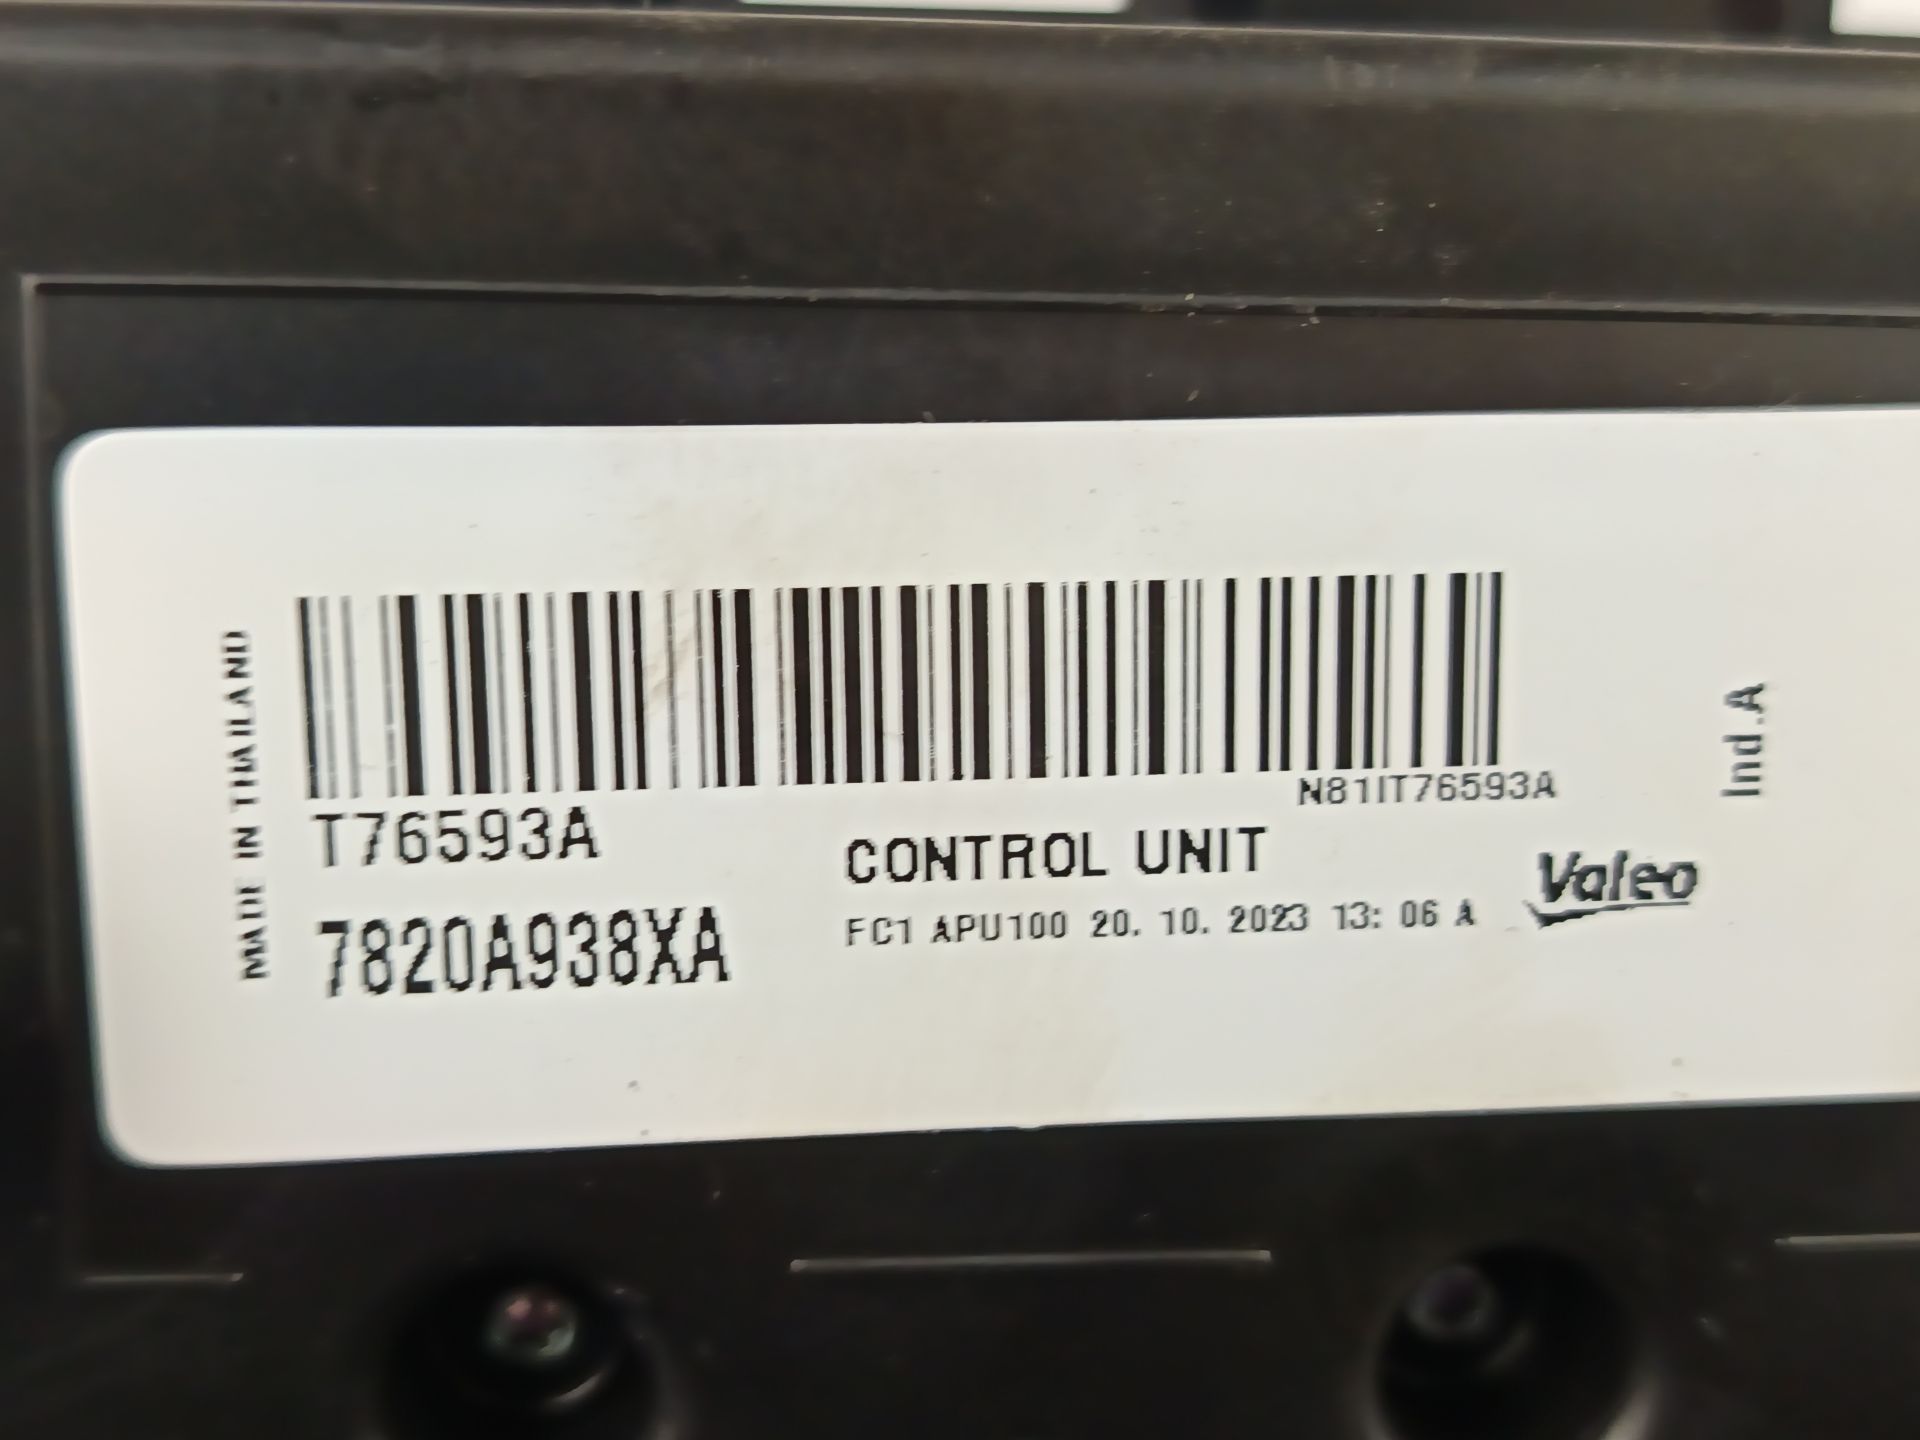 MADE IN THAILAND
N81IT76593A
T76593A
CONTROL UNIT
7820A938XA
FC1 APU100 20. 10. 2023 13: 06 A
Valeo
Ind.A